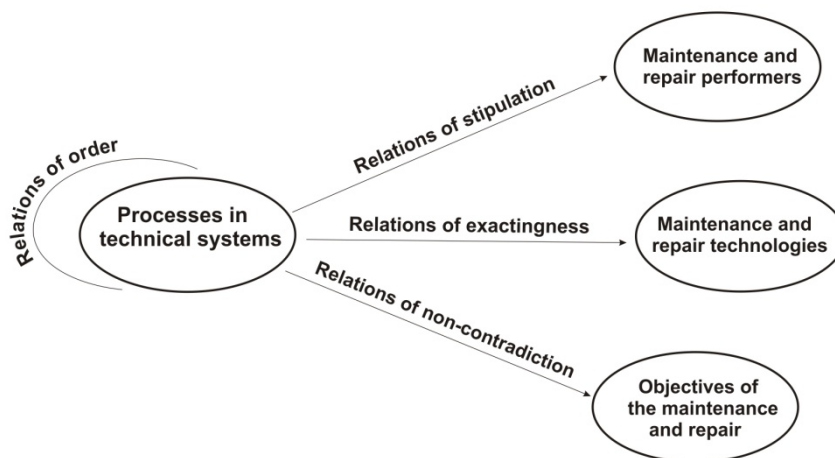 Maintenance and
repair performers
Relations of stipulation
Relations of order
Processes in
technical systems
Relations of exactingness
Maintenance and
repair technologies
Relations of non-contradiction
Objectives of
the maintenance
and repair